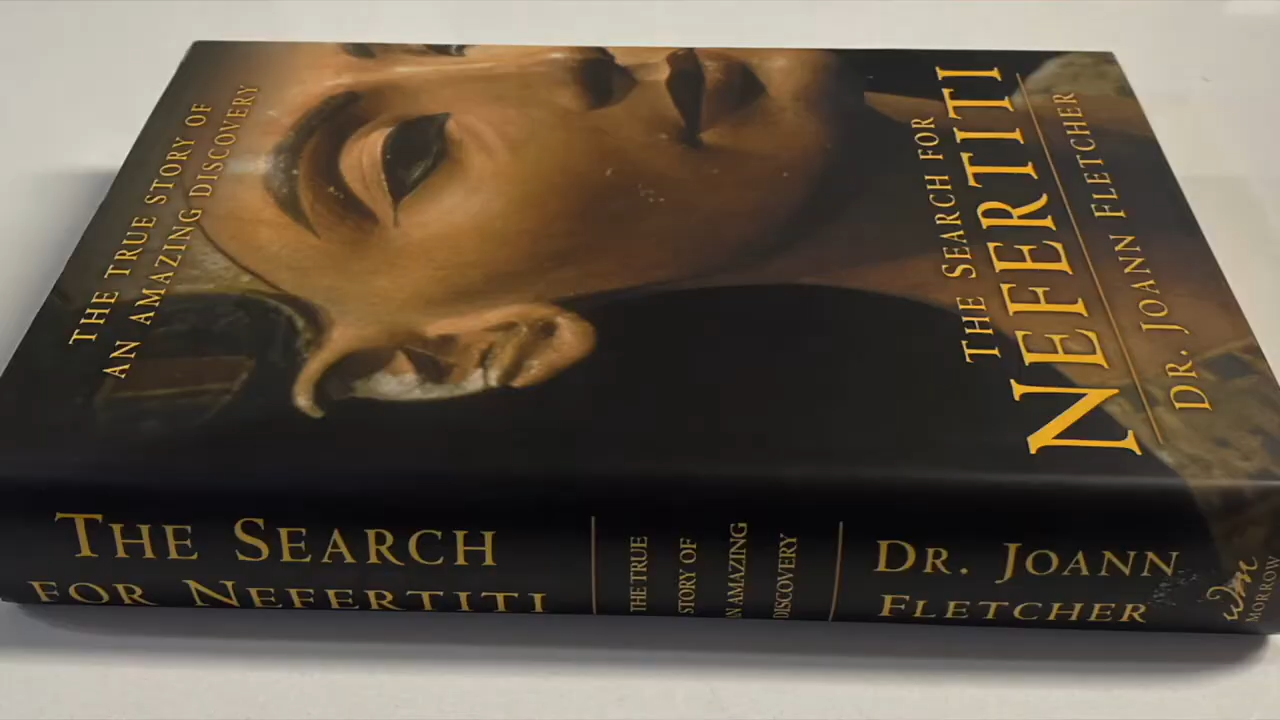 THE TRUE STORY OF
AN AMAZING DISCOVERY
THE SEARCH FOR
NEFERTITI
DR. JOANN FLETCHER
THE SEARCH
FOR NEFERTITI
THE TRUE
STORY OF
AN AMAZING
DISCOVERY
DR. JOANN
FLETCHER
wm
MORROW